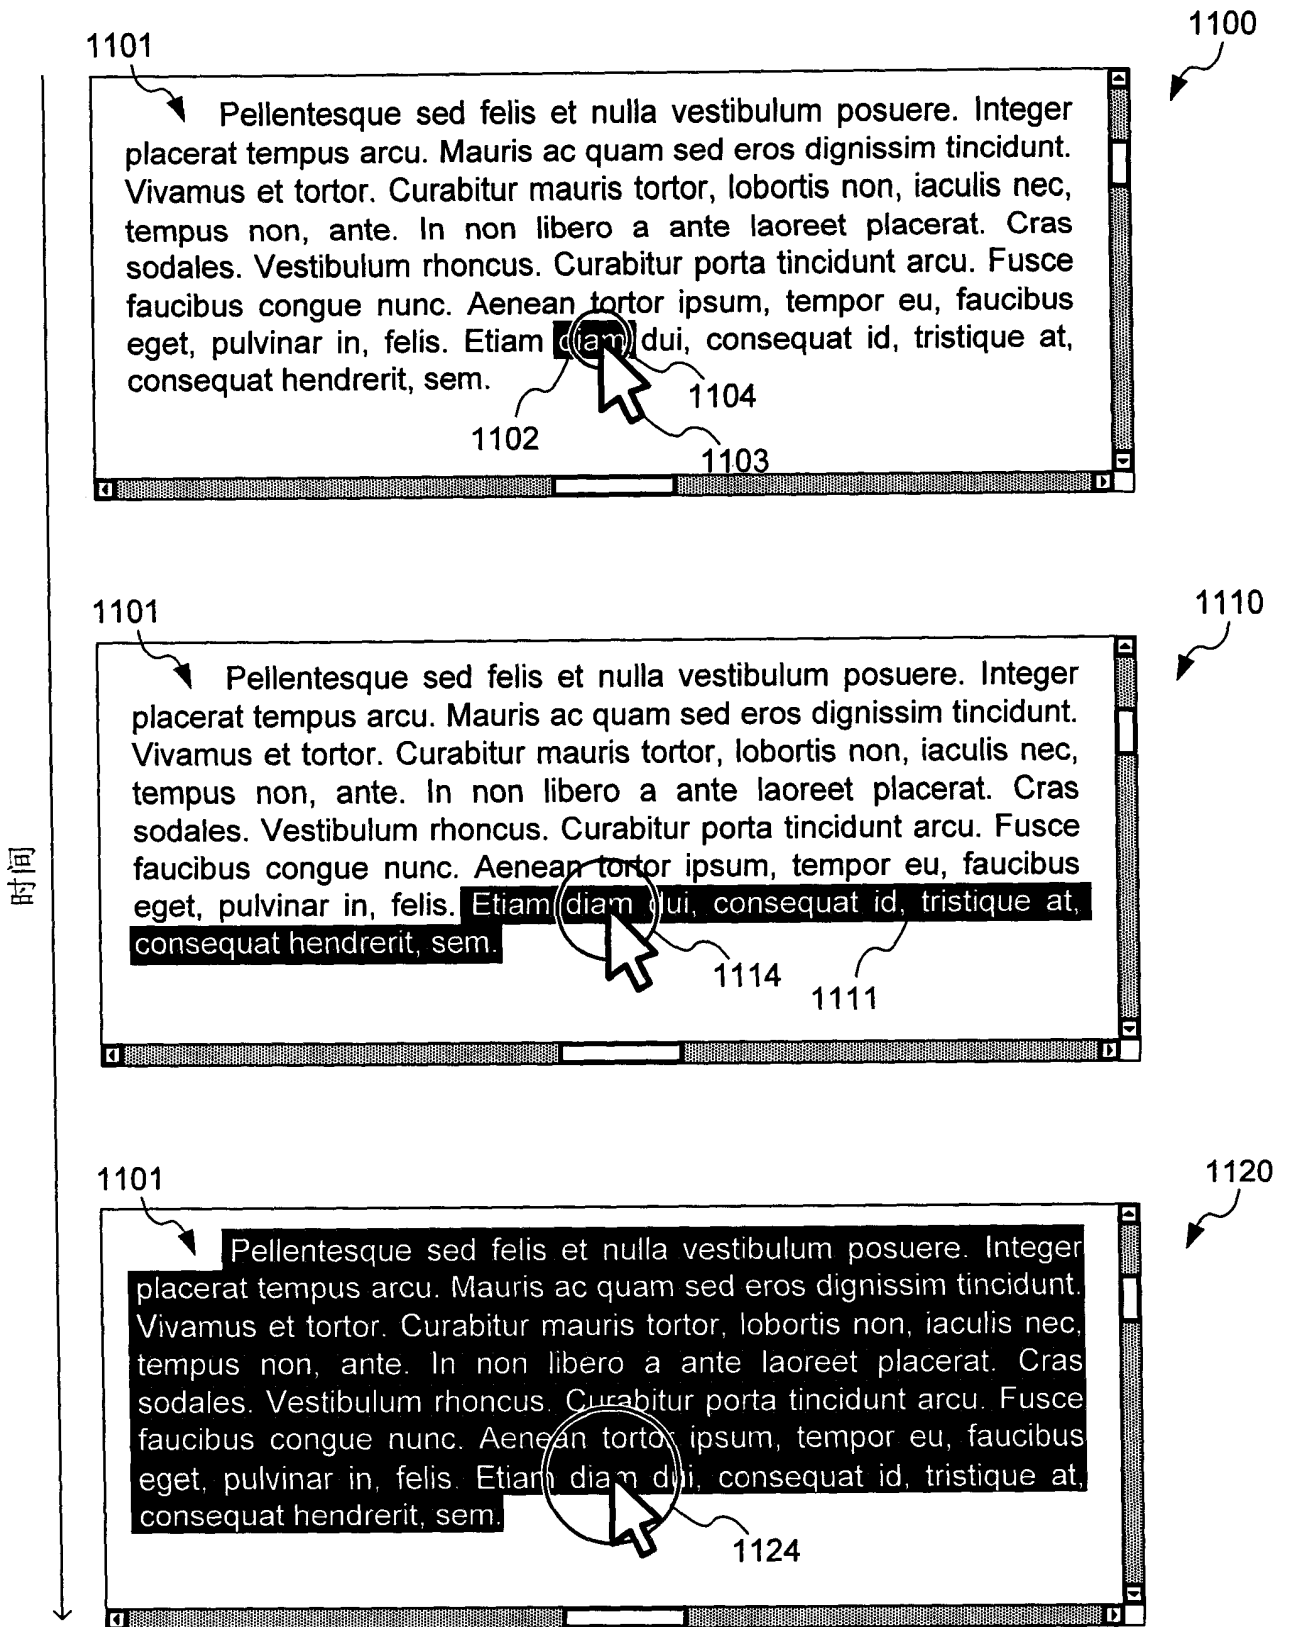 1100
1101
Pellentesque sed felis et nulla vestibulum posuere. Integer
placerat tempus arcu. Mauris ac quam sed eros dignissim tincidunt.
Vivamus et tortor. Curabitur mauris tortor, lobortis non, iaculis nec,
tempus non, ante. In non libero a ante laoreet placerat. Cras
sodales. Vestibulum rhoncus. Curabitur porta tincidunt arcu. Fusce
faucibus congue nunc. Aenean tortor ipsum, tempor eu, faucibus
eget, pulvinar in, felis. Etiam diam dui, consequat id, tristique at,
consequat hendrerit, sem.
1104
1102
1103
1110
1101
Pellentesque sed felis et nulla vestibulum posuere. Integer
placerat tempus arcu. Mauris ac quam sed eros dignissim tincidunt.
Vivamus et tortor. Curabitur mauris tortor, lobortis non, iaculis nec,
tempus non, ante. In non libero a ante laoreet placerat. Cras
sodales. Vestibulum rhoncus. Curabitur porta tincidunt arcu. Fusce
faucibus congue nunc. Aenean tortor ipsum, tempor eu, faucibus
eget, pulvinar in, felis. Etiam diam dui, consequat id, tristique at,
consequat hendrerit, sem.
1114
1111
时间
1120
1101
Pellentesque sed felis et nulla vestibulum posuere. Integer
placerat tempus arcu. Mauris ac quam sed eros dignissim tincidunt.
Vivamus et tortor. Curabitur mauris tortor, lobortis non, iaculis nec,
tempus non, ante. In non libero a ante laoreet placerat. Cras
sodales. Vestibulum rhoncus. Curabitur porta tincidunt arcu. Fusce
faucibus congue nunc. Aenean tortor ipsum, tempor eu, faucibus
eget, pulvinar in, felis. Etiam diam dui, consequat id, tristique at,
consequat hendrerit, sem.
1124